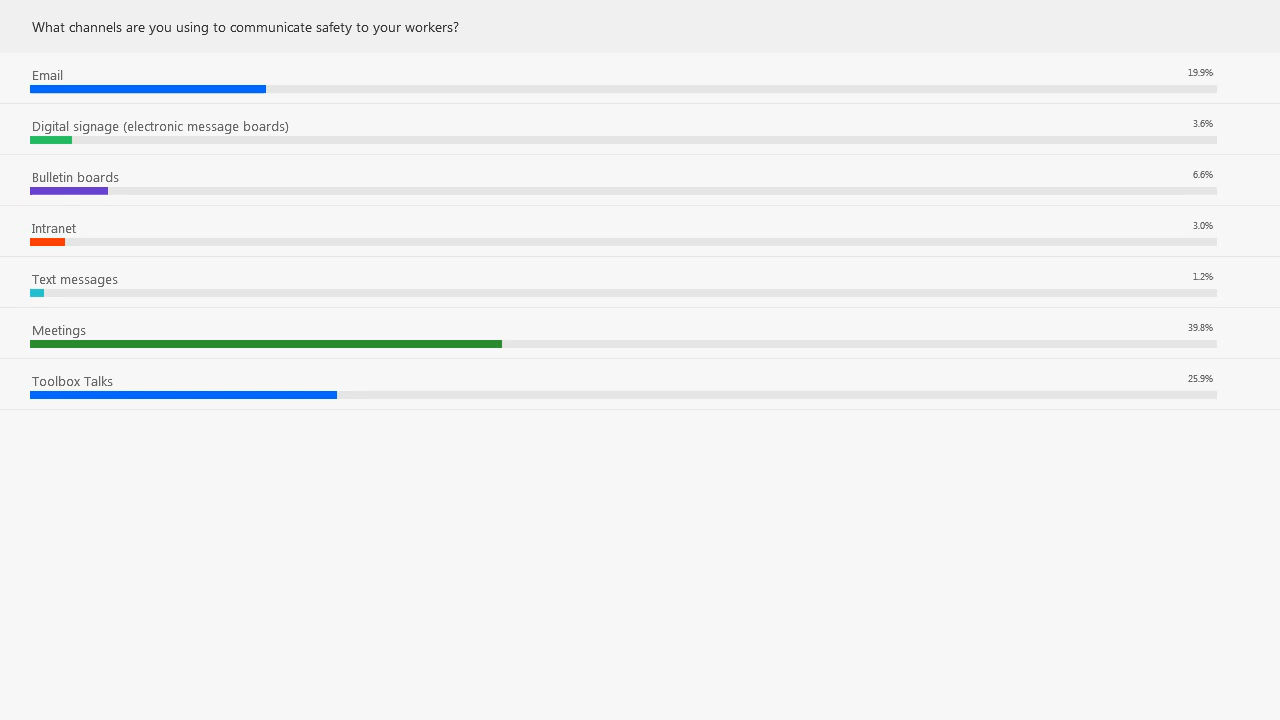 What channels are you using to communicate safety to your workers?
Email 19.9%
Digital signage (electronic message boards) 3.6%
Bulletin boards 6.6%
Intranet 3.0%
Text messages 1.2%
Meetings 39.8%
Toolbox Talks 25.9%